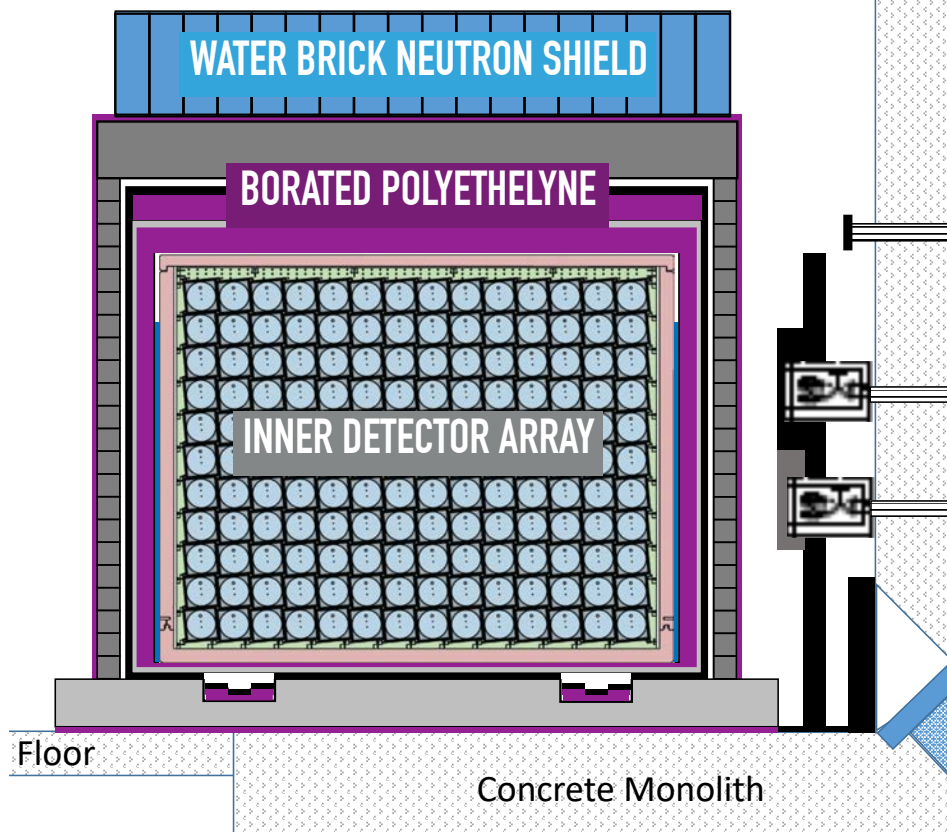 WATER BRICK NEUTRON SHIELD
BORATED POLYETHELYNE
INNER DETECTOR ARRAY
Floor
Concrete Monolith